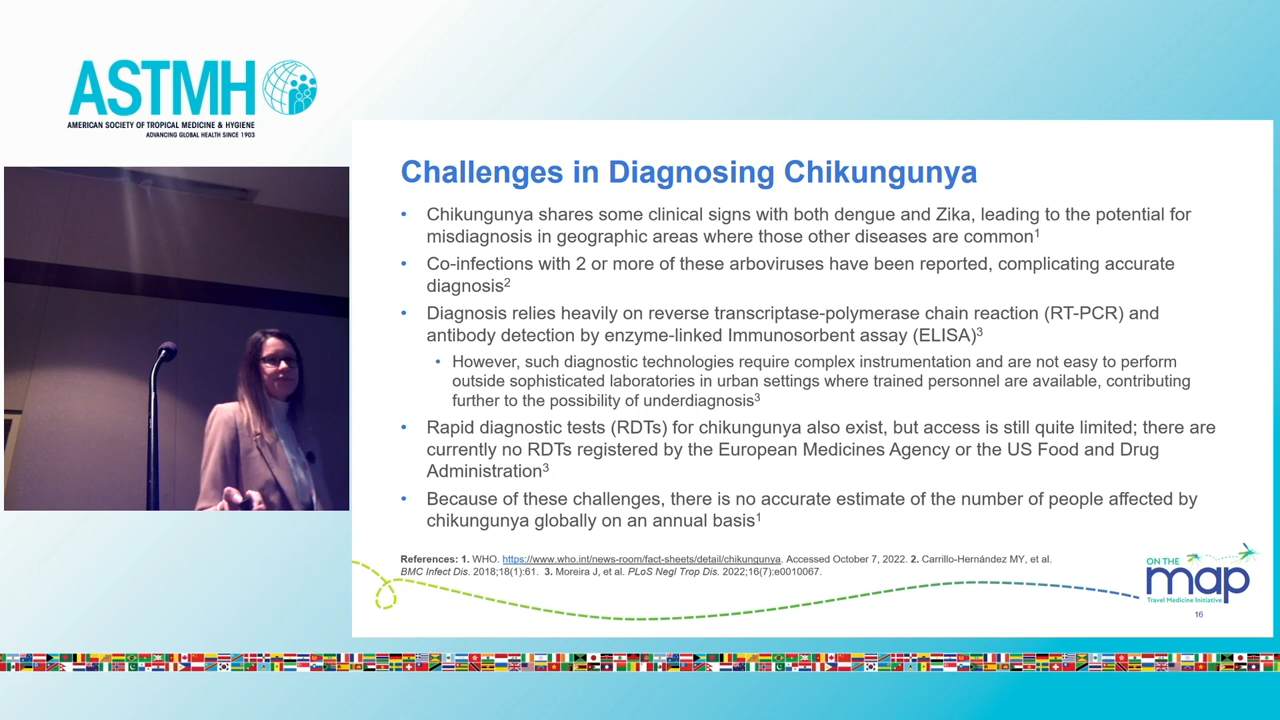 ASTMH
AMERICAN SOCIETY OF TROPICAL MEDICINE & HYGIENE
ADVANCING GLOBAL HEALTH SINCE 1903
Challenges in Diagnosing Chikungunya
• Chikungunya shares some clinical signs with both dengue and Zika, leading to the potential for
misdiagnosis in geographic areas where those other diseases are common1
• Co-infections with 2 or more of these arboviruses have been reported, complicating accurate
diagnosis2
• Diagnosis relies heavily on reverse transcriptase-polymerase chain reaction (RT-PCR) and
antibody detection by enzyme-linked Immunosorbent assay (ELISA)3
• However, such diagnostic technologies require complex instrumentation and are not easy to perform
outside sophisticated laboratories in urban settings where trained personnel are available, contributing
further to the possibility of underdiagnosis3
• Rapid diagnostic tests (RDTs) for chikungunya also exist, but access is still quite limited; there are
currently no RDTs registered by the European Medicines Agency or the US Food and Drug
Administration3
• Because of these challenges, there is no accurate estimate of the number of people affected by
chikungunya globally on an annual basis1
References: 1. WHO. https://www.who.int/news-room/fact-sheets/detail/chikungunya. Accessed October 7, 2022. 2. Carrillo-Hernández MY, et al.
BMC Infect Dis. 2018;18(1):61. 3. Moreira J, et al. PLoS Negl Trop Dis. 2022;16(7):e0010067.
ON THE
map
Travel Medicine Initiative
16